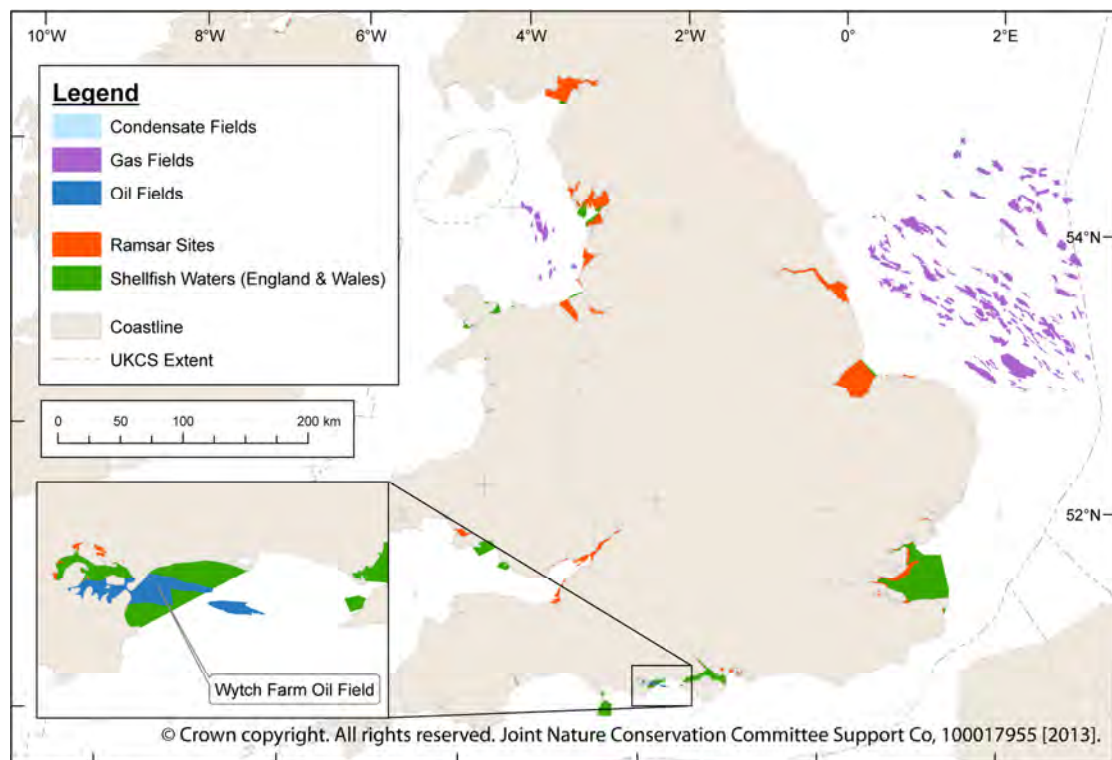 10°W 8°W 6°W 4°W 2°W 0° 2°E
Legend
Condensate Fields
Gas Fields
Oil Fields
Ramsar Sites
Shellfish Waters (England & Wales)
Coastline
UKCS Extent
54°N
0 50 100 200 km
52°N
Wytch Farm Oil Field
© Crown copyright. All rights reserved. Joint Nature Conservation Committee Support Co, 100017955 [2013].